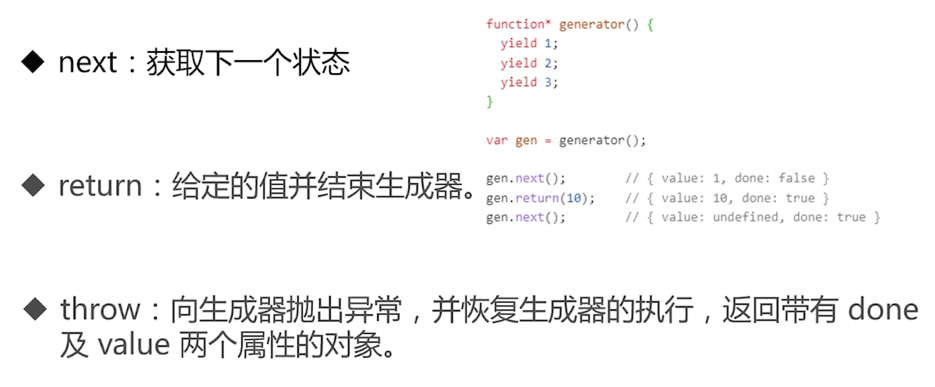 ◆ next：获取下一个状态
function* generator() {
  yield 1;
  yield 2;
  yield 3;
}
var gen = generator();
◆ return：给定的值并结束生成器。
gen.next();        // { value: 1, done: false }
gen.return(10);    // { value: 10, done: true }
gen.next();        // { value: undefined, done: true }
◆ throw：向生成器抛出异常，并恢复生成器的执行，返回带有 done
及 value 两个属性的对象。